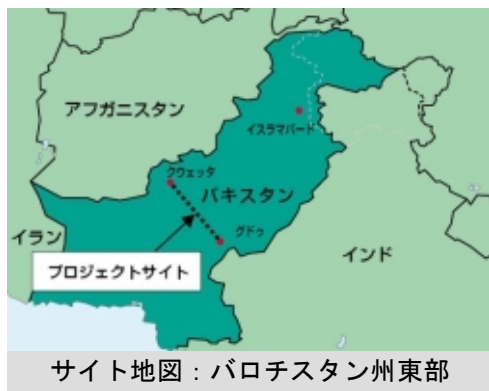 アフガニスタン
イスラマバード
クウェッタ
パキスタン
イラン
グドゥ
インド
プロジェクトサイト
サイト地図：バロチスタン州東部